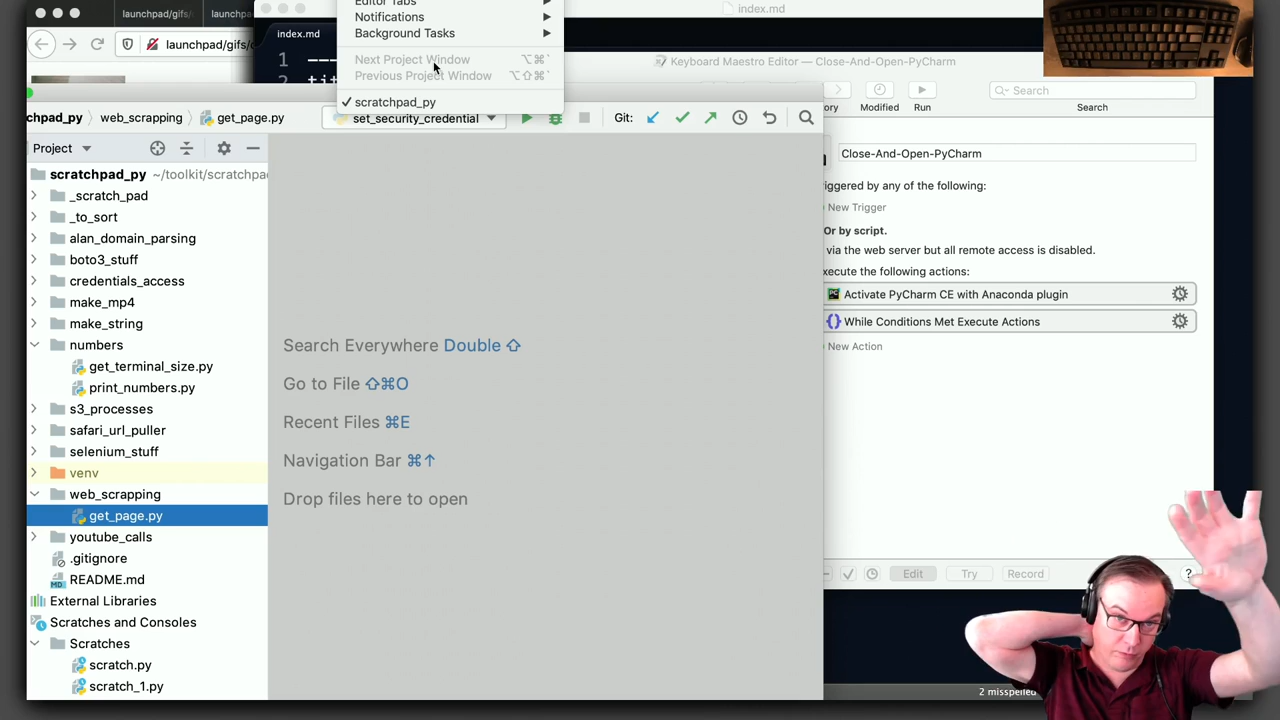 launchpad/gifs/
launchpa
launchpad/gifs/
index.md
index.md
1 ---
2 tit
Editor Tabs
Notifications
Background Tasks
Next Project Window ⌥⌘`
Previous Project Window ⌥⇧⌘`
✓ scratchpad_py
Keyboard Maestro Editor — Close-And-Open-PyCharm
ory
Modified
Run
Search
Search
chpad_py
web_scrapping
get_page.py
set_security_credential
Git:
Project
scratchpad_py ~/toolkit/scratchpa
_scratch_pad
_to_sort
alan_domain_parsing
boto3_stuff
credentials_access
make_mp4
make_string
numbers
get_terminal_size.py
print_numbers.py
s3_processes
safari_url_puller
selenium_stuff
venv
web_scrapping
get_page.py
youtube_calls
.gitignore
MD README.md
External Libraries
Scratches and Consoles
Scratches
scratch.py
scratch_1.py
Search Everywhere Double ⇧
Go to File ⇧⌘O
Recent Files ⌘E
Navigation Bar ⌘↑
Drop files here to open
Close-And-Open-PyCharm
iggered by any of the following:
New Trigger
Or by script.
via the web server but all remote access is disabled.
xecute the following actions:
PC Activate PyCharm CE with Anaconda plugin
{} While Conditions Met Execute Actions
New Action
Edit
Try
Record
?
2 misspelled